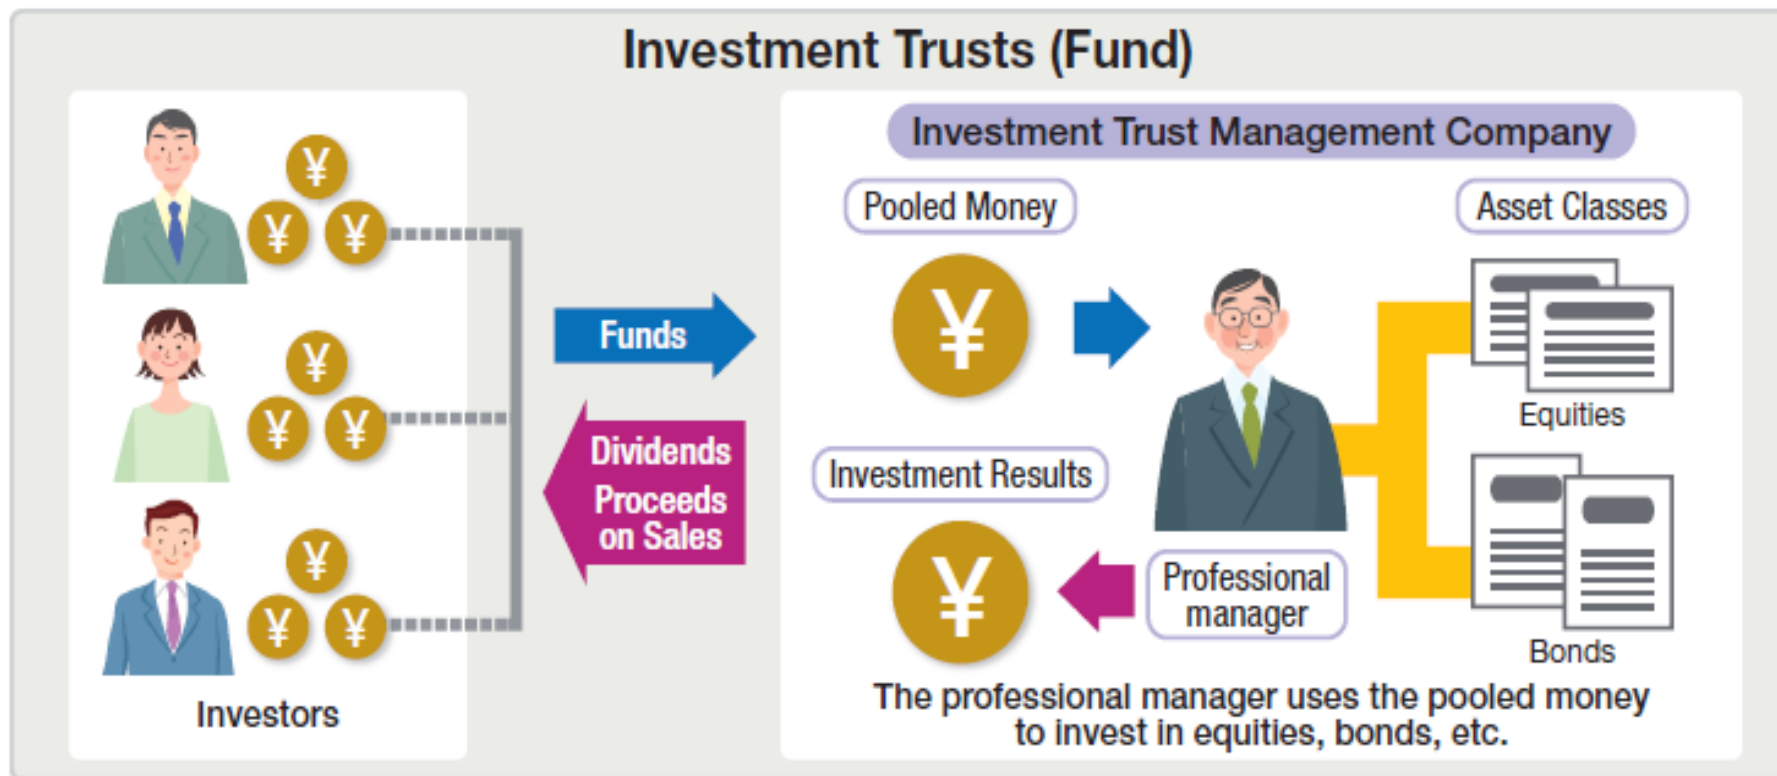 Investment Trusts (Fund)
¥
¥ ¥
¥
¥ ¥
¥
¥ ¥
Investors
Funds
Dividends
Proceeds
on Sales
Investment Trust Management Company
Pooled Money
¥
Asset Classes
Equities
Bonds
Investment Results
¥
Professional
manager
The professional manager uses the pooled money
to invest in equities, bonds, etc.